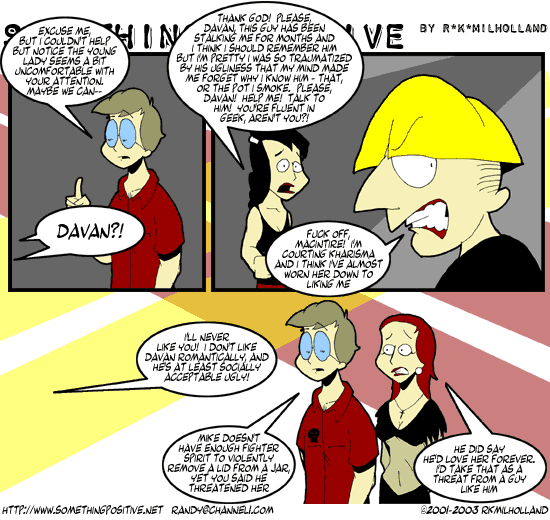 BY R*K*MILHOLLAND
EXCUSE ME,
BUT I COULDN'T HELP
BUT NOTICE THE YOUNG
LADY SEEMS A BIT
UNCOMFORTABLE WITH
YOUR ATTENTION.
MAYBE WE CAN--
DAVAN?!
THANK GOD! PLEASE,
DAVAN, THIS GUY HAS BEEN
STALKING ME FOR MONTHS AND
I THINK I SHOULD REMEMBER HIM
BUT I'M PRETTY I WAS SO TRAUMATIZED
BY HIS UGLINESS THAT MY MIND MADE
ME FORGET WHY I KNOW HIM - THAT,
OR THE POT I SMOKE. PLEASE,
DAVAN! HELP ME! TALK TO
HIM! YOU'RE FLUENT IN
GEEK, AREN'T YOU?!
FUCK OFF,
MACINTIRE! I'M
COURTING KHARISMA
AND I THINK I'VE ALMOST
WORN HER DOWN TO
LIKING ME
I'LL NEVER
LIKE YOU! I DON'T LIKE
DAVAN ROMANTICALLY, AND
HE'S AT LEAST SOCIALLY
ACCEPTABLE UGLY!
MIKE DOESN'T
HAVE ENOUGH FIGHTER
SPIRIT TO VIOLENTLY
REMOVE A LID FROM A JAR,
YET YOU SAID HE
THREATENED HER
HE DID SAY
HE'D LOVE HER FOREVER.
I'D TAKE THAT AS A
THREAT FROM A GUY
LIKE HIM
HTTP://WWW.SOMETHINGPOSITIVE.NET RANDY@CHANNEL1.COM ©2001-2003 RKMILHOLLAND